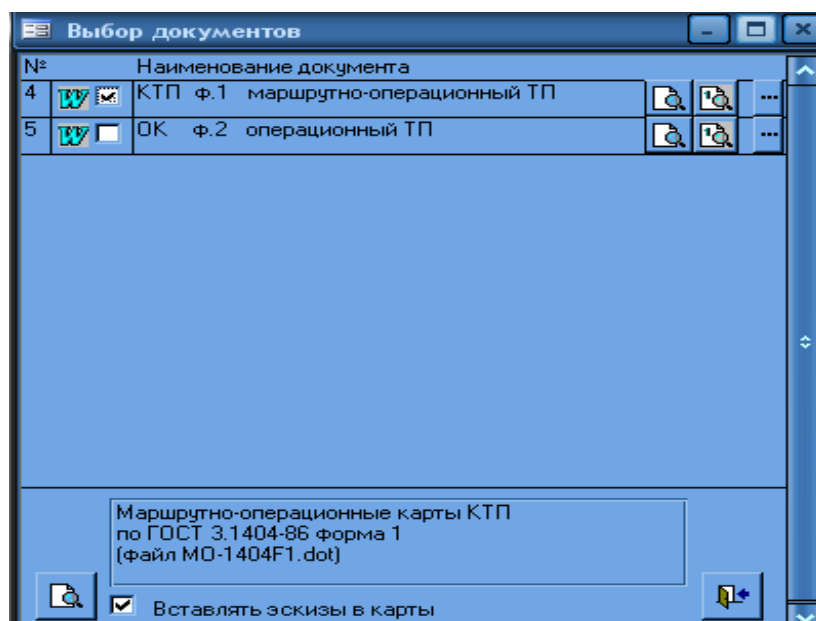 Выбор документов
№ Наименование документа
4 W КТП ф.1 маршрутно-операционный ТП ...
5 W ОК ф.2 операционный ТП ...
Маршрутно-операционные карты КТП
по ГОСТ 3.1404-86 форма 1
(файл MO-1404F1.dot)
Вставлять эскизы в карты